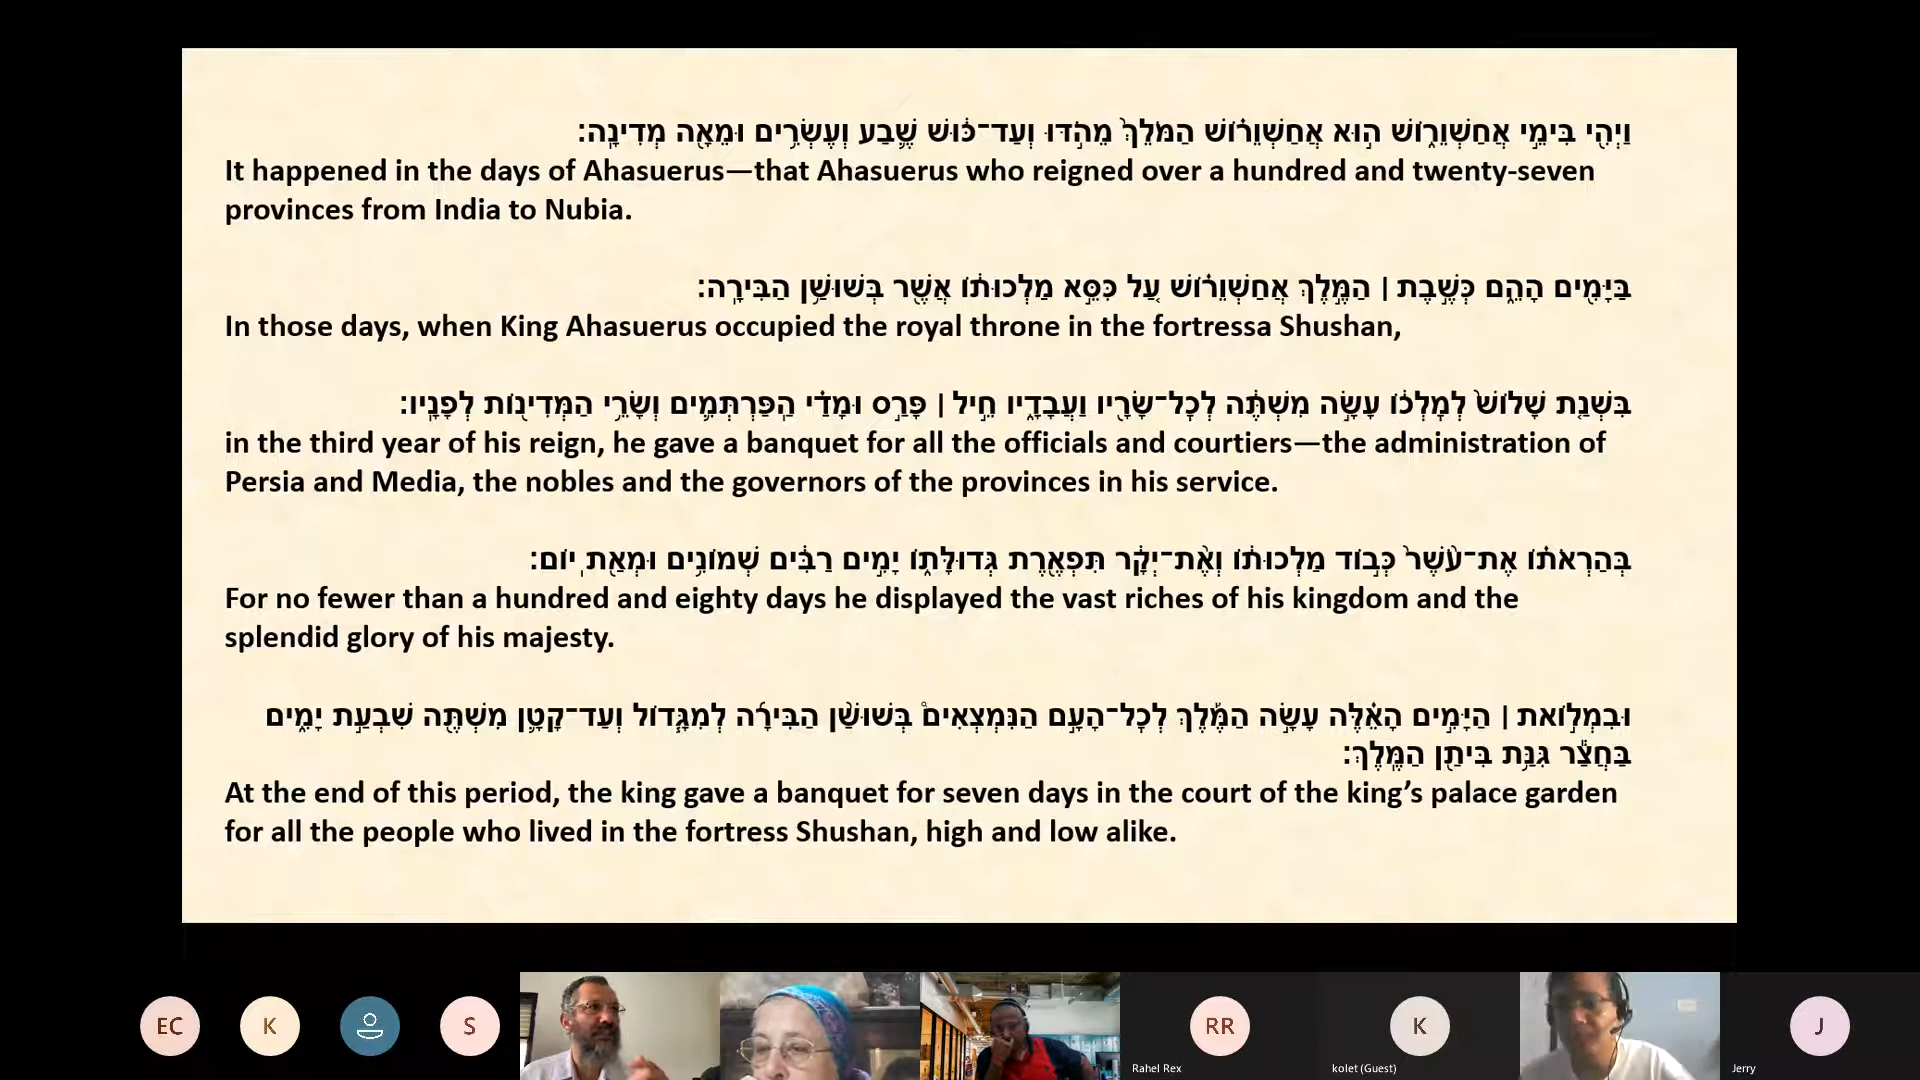 וַיְהִ֖י בִּימֵ֣י אֲחַשְׁוֵר֑וֹשׁ ה֣וּא אֲחַשְׁוֵר֗וֹשׁ הַמֹּלֵךְ֙ מֵהֹ֣דּוּ וְעַד־כּ֔וּשׁ שֶׁ֛בַע וְעֶשְׂרִ֥ים וּמֵאָ֖ה מְדִינָֽה׃
It happened in the days of Ahasuerus—that Ahasuerus who reigned over a hundred and twenty-seven
provinces from India to Nubia.
בַּיָּמִ֖ים הָהֵ֑ם כְּשֶׁ֣בֶת | הַמֶּ֣לֶךְ אֲחַשְׁוֵר֗וֹשׁ עַ֚ל כִּסֵּ֣א מַלְכוּת֔וֹ אֲשֶׁ֖ר בְּשׁוּשַׁ֥ן הַבִּירָֽה׃
In those days, when King Ahasuerus occupied the royal throne in the fortressa Shushan,
בִּשְׁנַ֤ת שָׁלוֹשׁ֙ לְמׇלְכ֔וֹ עָשָׂ֣ה מִשְׁתֶּ֔ה לְכׇל־שָׂרָ֖יו וַעֲבָדָ֑יו חֵ֣יל | פָּרַ֣ס וּמָדַ֗י הַֽפַּרְתְּמִ֛ים וְשָׂרֵ֥י הַמְּדִינ֖וֹת לְפָנָֽיו׃
in the third year of his reign, he gave a banquet for all the officials and courtiers—the administration of
Persia and Media, the nobles and the governors of the provinces in his service.
בְּהַרְאֹת֗וֹ אֶת־עֹ֙שֶׁר֙ כְּב֣וֹד מַלְכוּת֔וֹ וְאֶ֨ת־יְקָ֔ר תִּפְאֶ֖רֶת גְּדוּלָּת֑וֹ יָמִ֣ים רַבִּ֔ים שְׁמוֹנִ֥ים וּמְאַ֖ת יֽוֹם׃
For no fewer than a hundred and eighty days he displayed the vast riches of his kingdom and the
splendid glory of his majesty.
וּבִמְל֣וֹאת | הַיָּמִ֣ים הָאֵ֗לֶּה עָשָׂ֣ה הַמֶּ֡לֶךְ לְכׇל־הָעָ֣ם הַנִּמְצְאִים֩ בְּשׁוּשַׁ֨ן הַבִּירָ֜ה לְמִגָּ֧דוֹל וְעַד־קָטָ֛ן מִשְׁתֶּ֖ה שִׁבְעַ֣ת יָמִ֑ים
בַּחֲצַ֕ר גִּנַּ֥ת בִּיתַ֖ן הַמֶּֽלֶךְ׃
At the end of this period, the king gave a banquet for seven days in the court of the king’s palace garden
for all the people who lived in the fortress Shushan, high and low alike.
EC K S RR K J
Rahel Rex kolet (Guest) Jerry